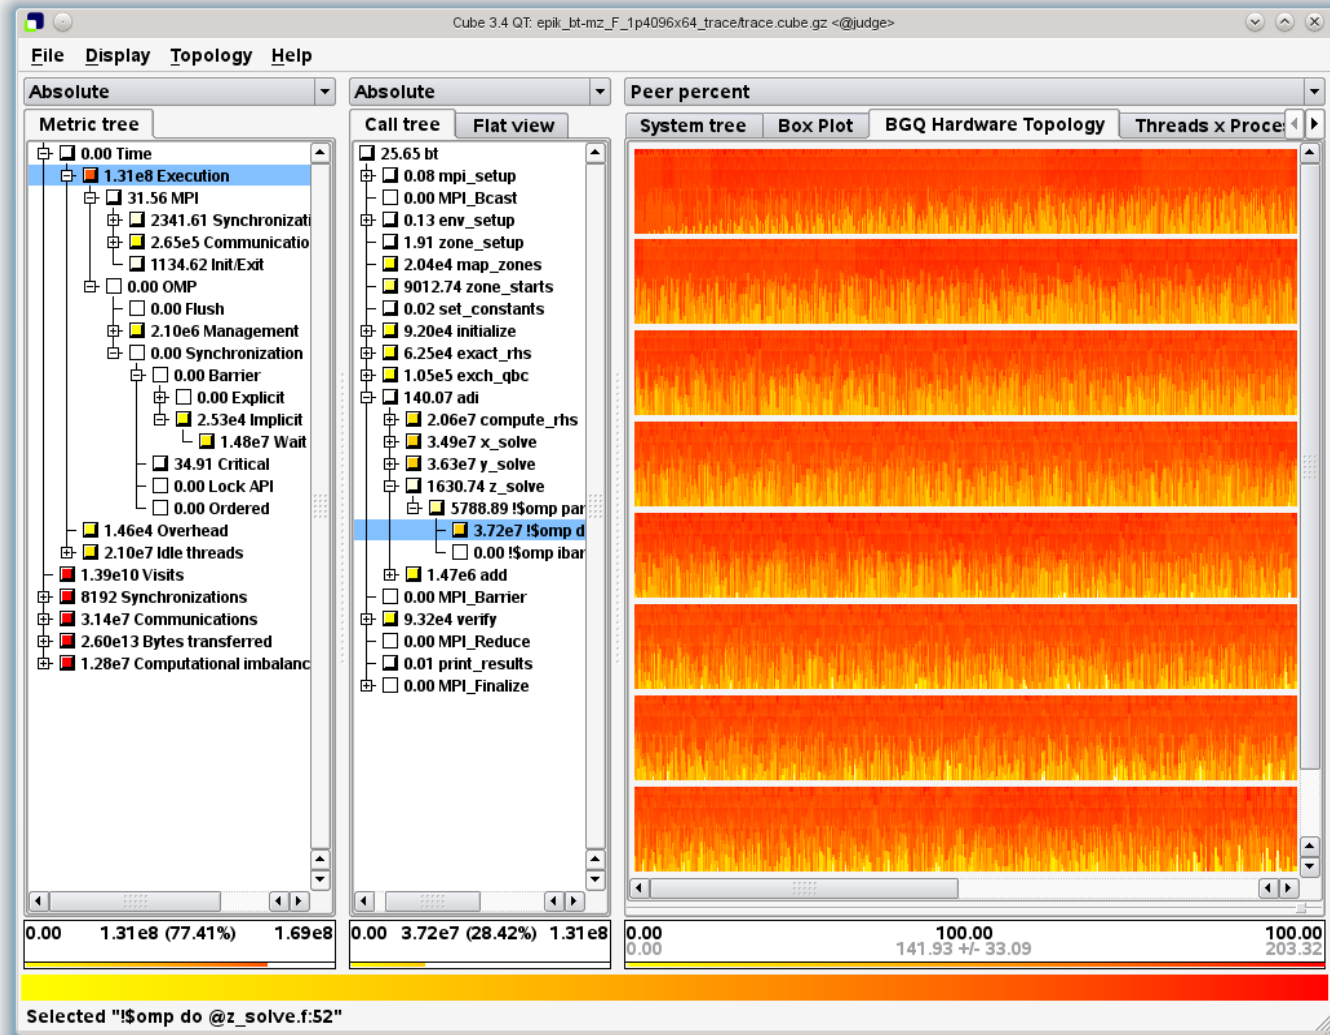 Cube 3.4 QT: epik_bt-mz_F_1p4096x64_trace/trace.cube.gz <@judge>
File Display Topology Help
Absolute
Metric tree
0.00 Time
1.31e8 Execution
31.56 MPI
2341.61 Synchronizati
2.65e5 Communicatio
1134.62 Init/Exit
0.00 OMP
0.00 Flush
2.10e6 Management
0.00 Synchronization
0.00 Barrier
0.00 Explicit
2.53e4 Implicit
1.48e7 Wait
34.91 Critical
0.00 Lock API
0.00 Ordered
1.46e4 Overhead
2.10e7 Idle threads
1.39e10 Visits
8192 Synchronizations
3.14e7 Communications
2.60e13 Bytes transferred
1.28e7 Computational imbalanc
0.00 1.31e8 (77.41%) 1.69e8
Absolute
Call tree Flat view
25.65 bt
0.08 mpi_setup
0.00 MPI_Bcast
0.13 env_setup
1.91 zone_setup
2.04e4 map_zones
9012.74 zone_starts
0.02 set_constants
9.20e4 initialize
6.25e4 exact_rhs
1.05e5 exch_qbc
140.07 adi
2.06e7 compute_rhs
3.49e7 x_solve
3.63e7 y_solve
1630.74 z_solve
5788.89 !$omp par
3.72e7 !$omp d
0.00 !$omp ibar
1.47e6 add
0.00 MPI_Barrier
9.32e4 verify
0.00 MPI_Reduce
0.01 print_results
0.00 MPI_Finalize
0.00 3.72e7 (28.42%) 1.31e8
Peer percent
System tree Box Plot BGQ Hardware Topology Threads x Proces
0.00 100.00 100.00
0.00 141.93 +/- 33.09 203.32
Selected "!$omp do @z_solve.f:52"